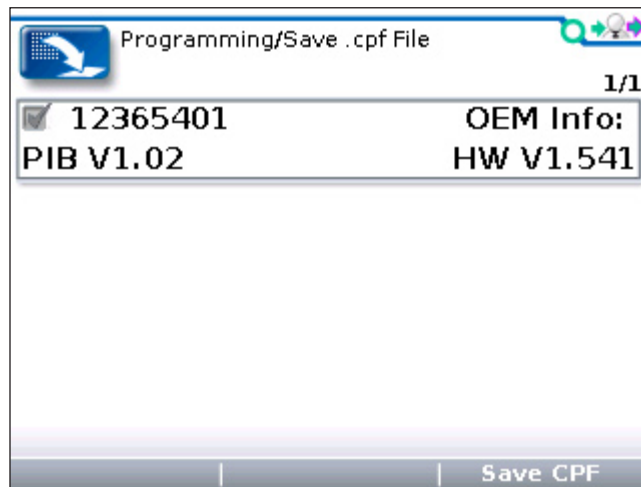 Programming/Save .cpf File
1/1
12365401 OEM Info:
PIB V1.02 HW V1.541
Save CPF